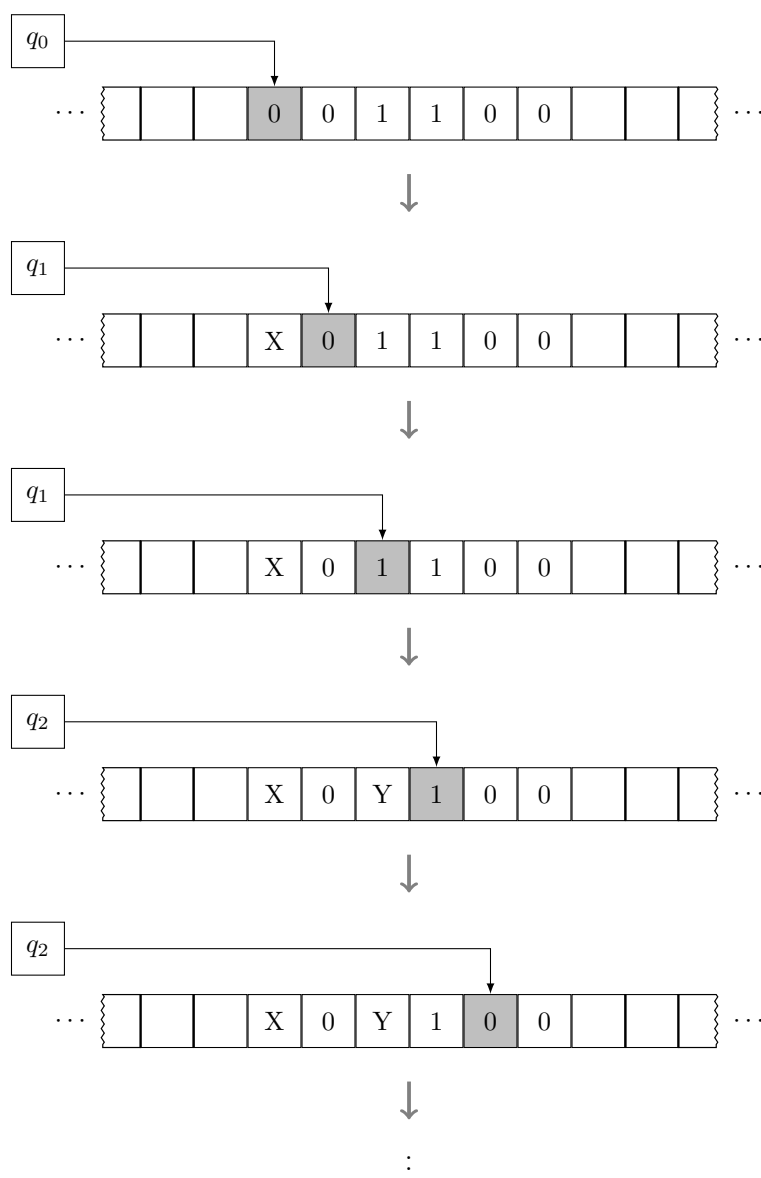 q₀
··· 0 0 1 1 0 0 ···
↓
q₁
··· X 0 1 1 0 0 ···
↓
q₁
··· X 0 1 1 0 0 ···
↓
q₂
··· X 0 Y 1 0 0 ···
↓
q₂
··· X 0 Y 1 0 0 ···
↓
: